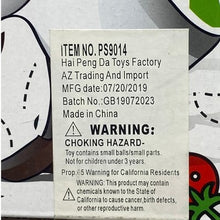 ITEM NO. PS9014
Hai Peng Da Toys Factory
AZ Trading And Import
MFG date: 07/20/2019
Batch No.:GB19072023
Made in China
WARNING:
CHOKING HAZARD-
Toy contains small balls/small parts.
Not for children under 3 years.
Prop 65 Warning for California Residents
WARNING: This product may contain
chemicals known to the State of
California to cause cancer, birth defects,
or other reproductive harm.